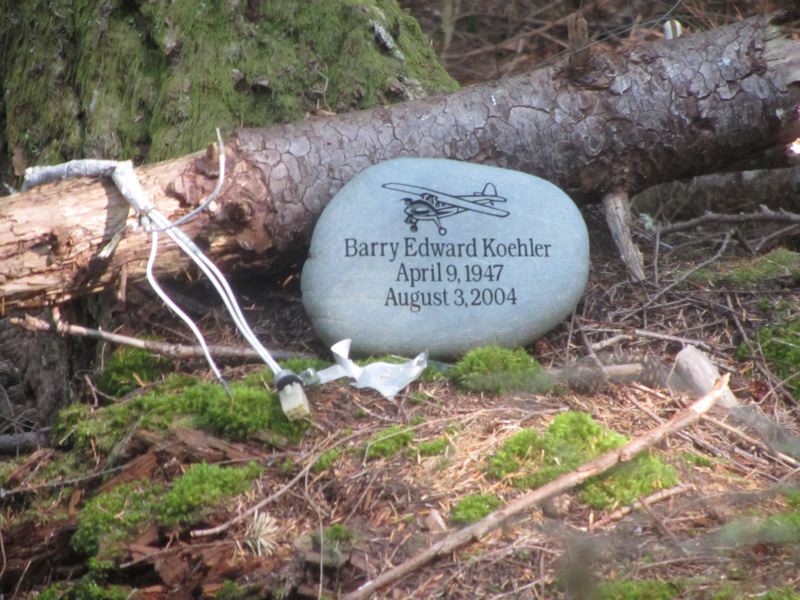 Barry Edward Koehler
April 9, 1947
August 3, 2004